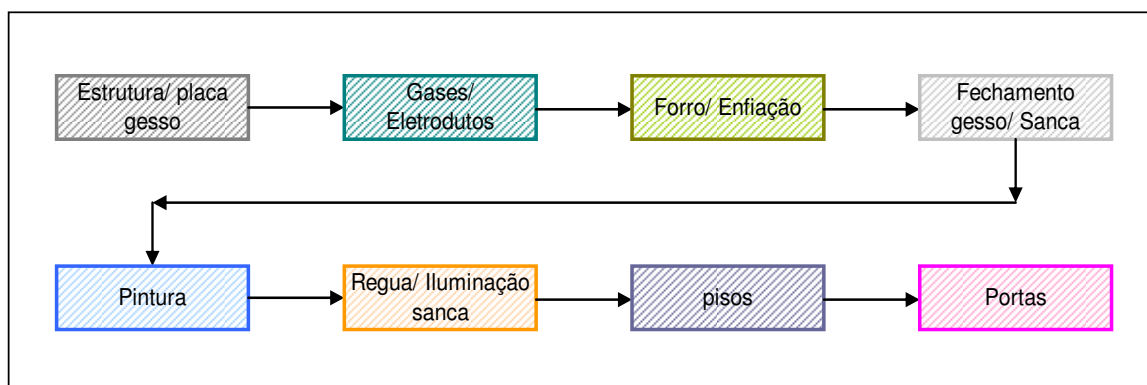 Estrutura/ placa
gesso
Gases/
Eletrodutos
Forro/ Enfiação
Fechamento
gesso/ Sanca
Pintura
Regua/ Iluminação
sanca
pisos
Portas